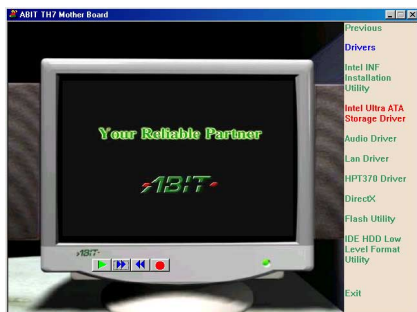 ABIT TH7 Mother Board
Previous
Drivers
Intel INF
Installation
Utility
Intel Ultra ATA
Storage Driver
Audio Driver
Lan Driver
HPT370 Driver
DirectX
Flash Utility
IDE HDD Low
Level Format
Utility
Exit
Your Reliable Partner
ABIT
ABIT